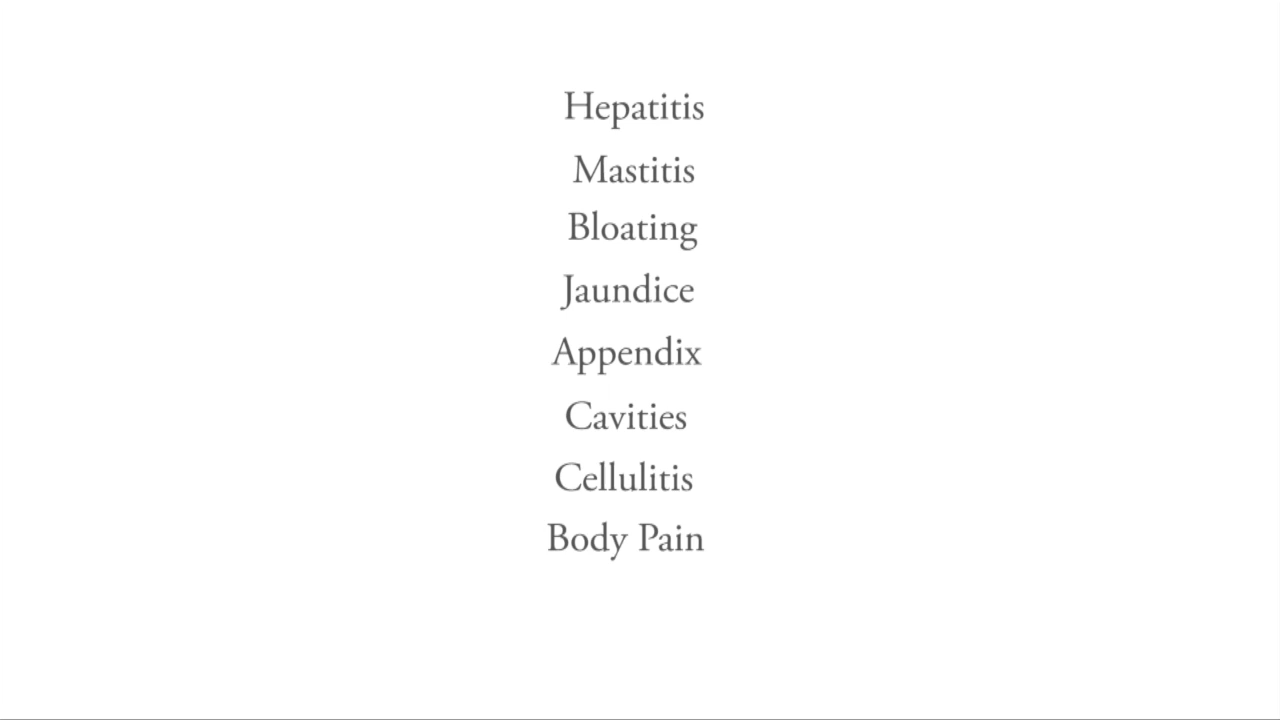 Hepatitis
Mastitis
Bloating
Jaundice
Appendix
Cavities
Cellulitis
Body Pain